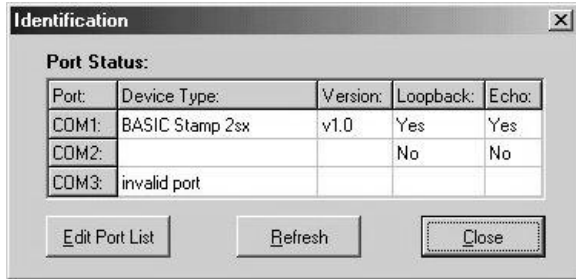 Identification
Port Status:
Port: Device Type: Version: Loopback: Echo:
COM1: BASIC Stamp 2sx v1.0 Yes Yes
COM2: No No
COM3: invalid port
Edit Port List Refresh Close